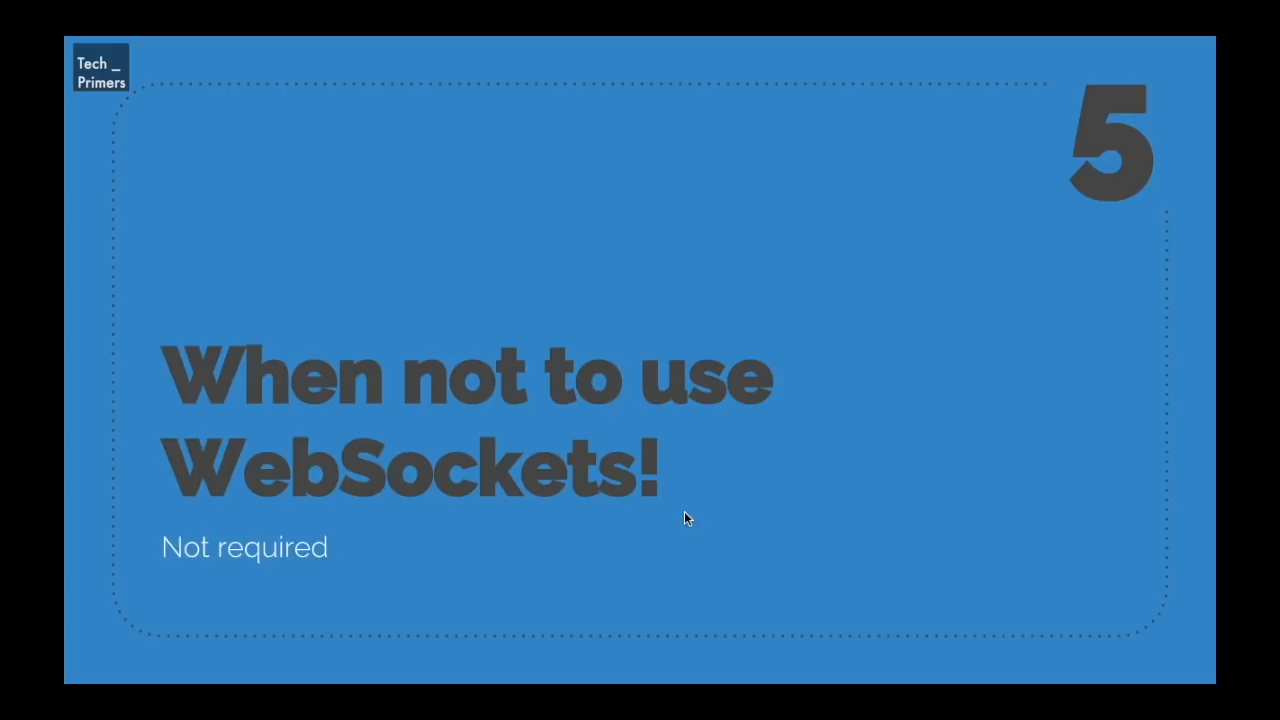 Tech _
Primers
5
When not to use
WebSockets!
Not required